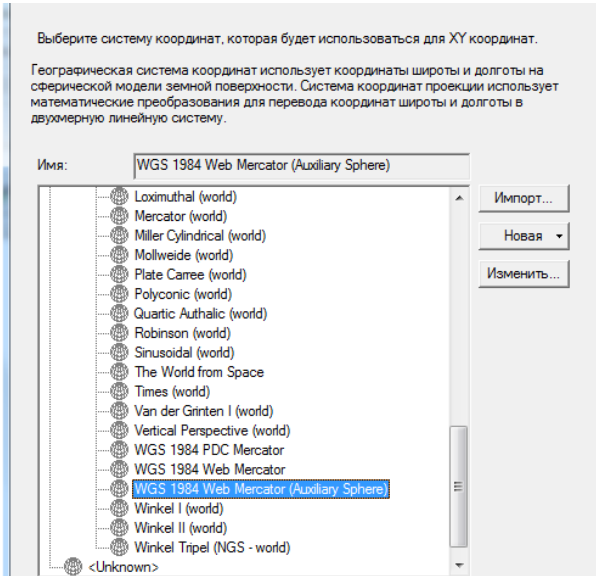 Выберите систему координат, которая будет использоваться для XY координат.
Географическая система координат использует координаты широты и долготы на
сферической модели земной поверхности. Система координат проекции использует
математические преобразования для перевода координат широты и долготы в
двухмерную линейную систему.
Имя: WGS 1984 Web Mercator (Auxiliary Sphere)
Loximuthal (world)
Импорт...
Mercator (world)
Miller Cylindrical (world)
Новая
Mollweide (world)
Plate Carree (world)
Изменить...
Polyconic (world)
Quartic Authalic (world)
Robinson (world)
Sinusoidal (world)
The World from Space
Times (world)
Van der Grinten I (world)
Vertical Perspective (world)
WGS 1984 PDC Mercator
WGS 1984 Web Mercator
WGS 1984 Web Mercator (Auxiliary Sphere)
Winkel I (world)
Winkel II (world)
Winkel Tripel (NGS - world)
<Unknown>